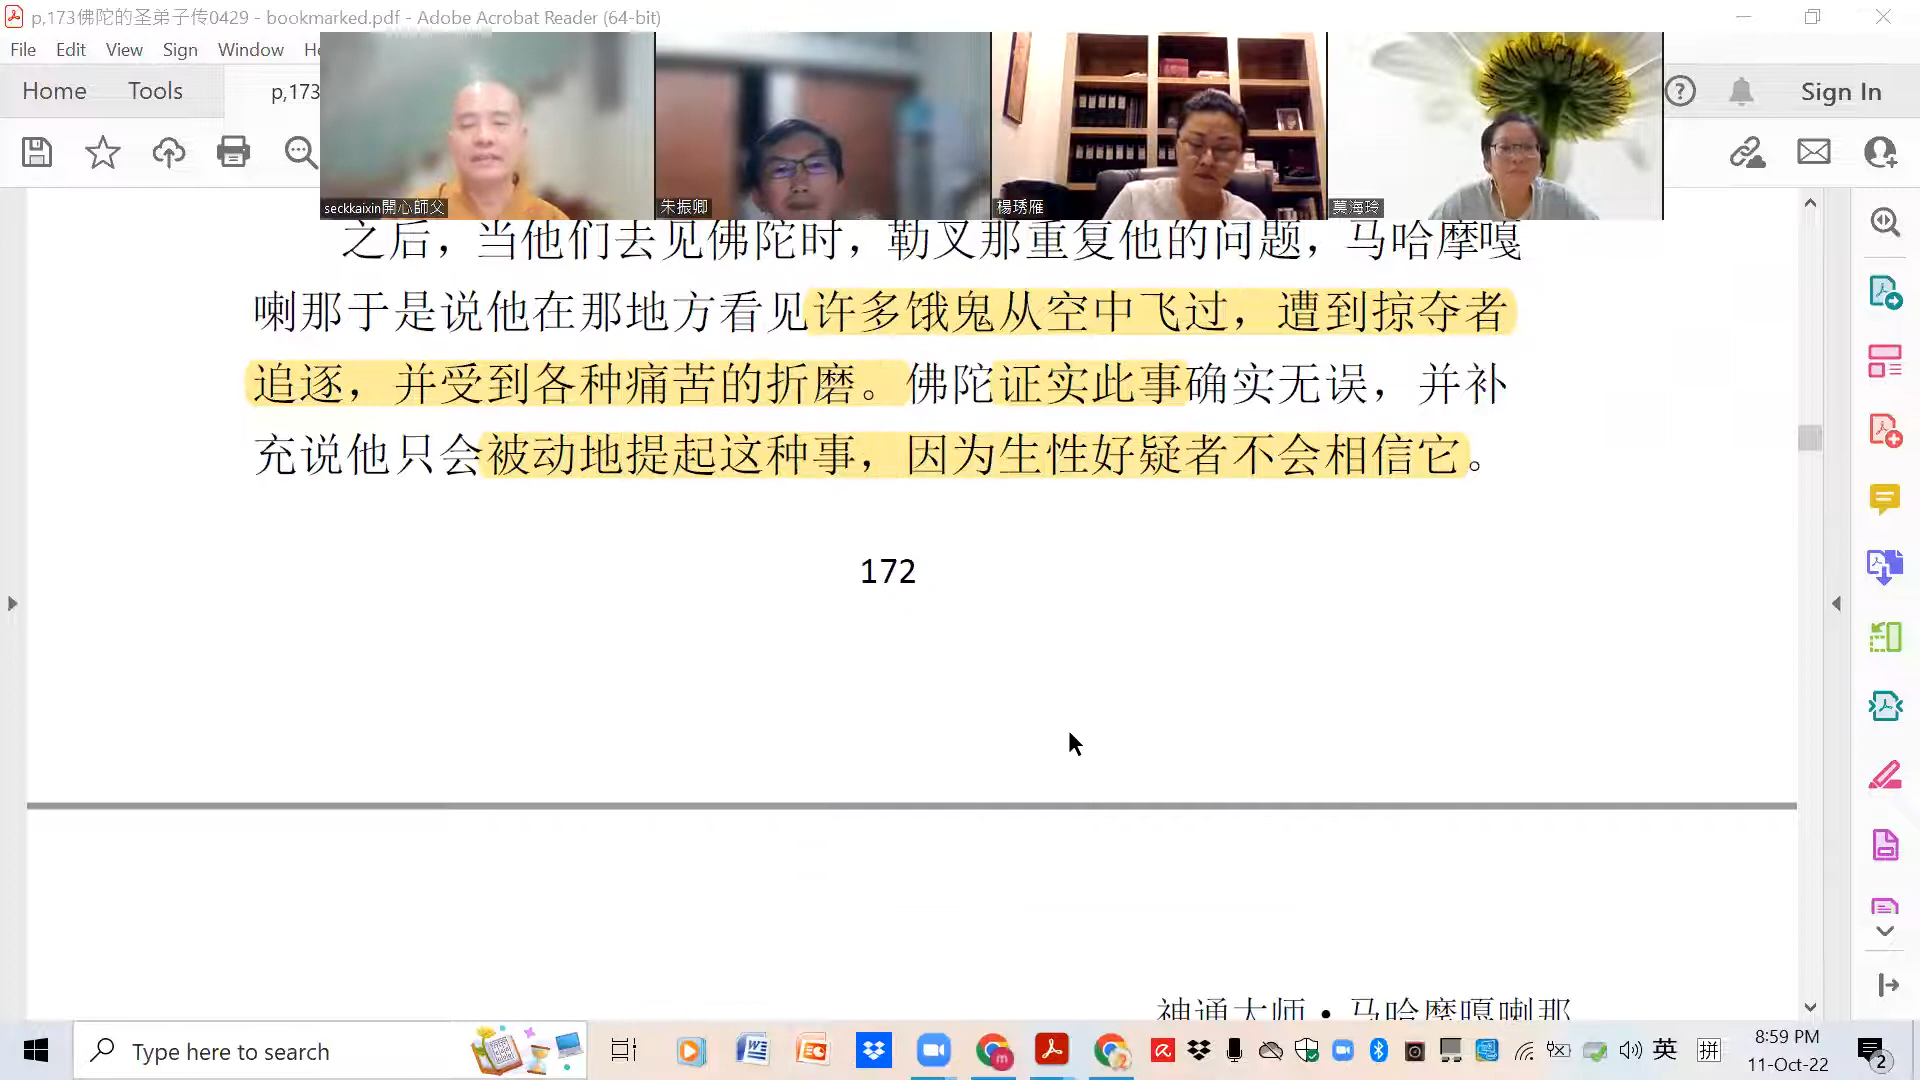 p,173佛陀的圣弟子传0429 - bookmarked.pdf - Adobe Acrobat Reader (64-bit)
File Edit View Sign Window He
Home Tools p,173 Sign In
seckkaixin開心師父 朱振卿 楊琇雁 莫海玲
之后，当他们去见佛陀时，勒叉那重复他的问题，马哈摩嘎
喇那于是说他在那地方看见许多饿鬼从空中飞过，遭到掠夺者
追逐，并受到各种痛苦的折磨。佛陀证实此事确实无误，并补
充说他只会被动地提起这种事，因为生性好疑者不会相信它。
172
神通大师·马哈摩嘎喇那
Type here to search
英 拼
8:59 PM
11-Oct-22
2